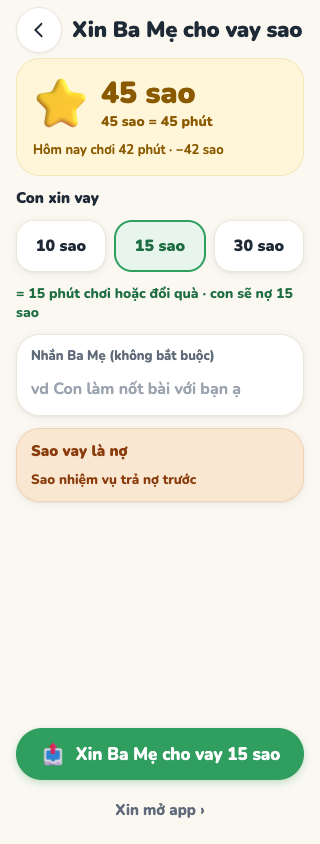 Xin Ba Mẹ cho vay sao
45 sao
45 sao = 45 phút
Hôm nay chơi 42 phút · −42 sao
Con xin vay
10 sao
15 sao
30 sao
= 15 phút chơi hoặc đổi quà · con sẽ nợ 15
sao
Nhắn Ba Mẹ (không bắt buộc)
vd Con làm nốt bài với bạn ạ
Sao vay là nợ
Sao nhiệm vụ trả nợ trước
Xin Ba Mẹ cho vay 15 sao
Xin mở app ›